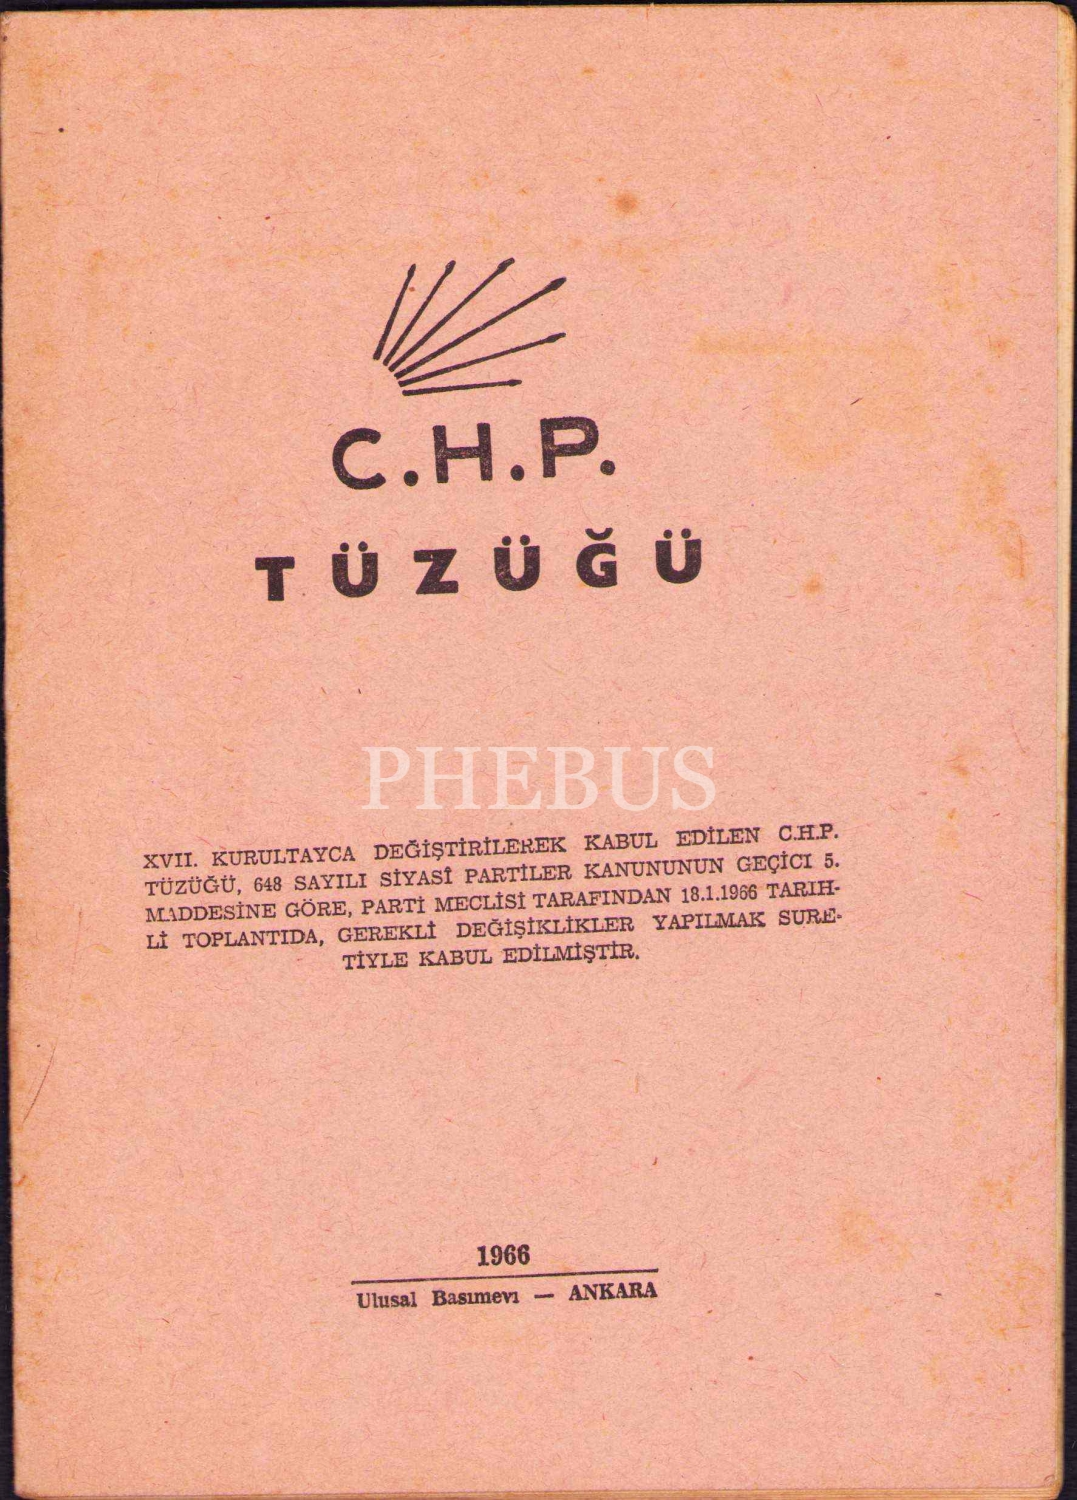 C.H.P.
TÜZÜĞÜ
PHEBUS
XVII. KURULTAYCA DEĞİŞTİRİLEREK KABUL EDİLEN C.H.P.
TÜZÜĞÜ, 648 SAYILI SİYASÎ PARTİLER KANUNUNUN GEÇİCİ 5.
MADDESİNE GÖRE, PARTİ MECLİSİ TARAFINDAN 18.1.1966 TARİH-
Lİ TOPLANTIDA, GEREKLİ DEĞİŞİKLİKLER YAPILMAK SURE-
TİYLE KABUL EDİLMİŞTİR.
1966
Ulusal Basımevı — ANKARA